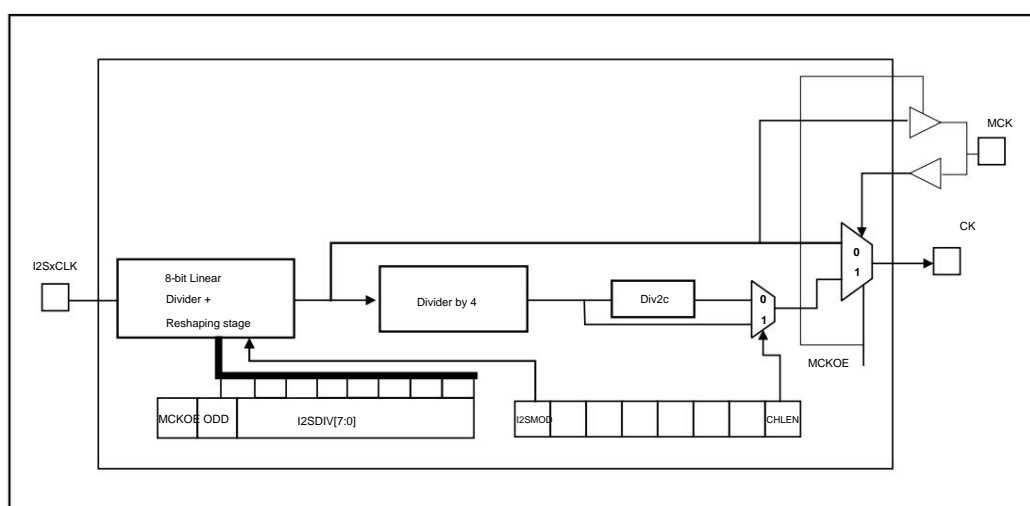 MCK
CK
I2SxCLK
8-bit Linear
Divider +
Reshaping stage
Divider by 4
Div2c
0
1
0
1
MCKOE
MCKOE
ODD
I2SDIV[7:0]
I2SMOD
CHLEN